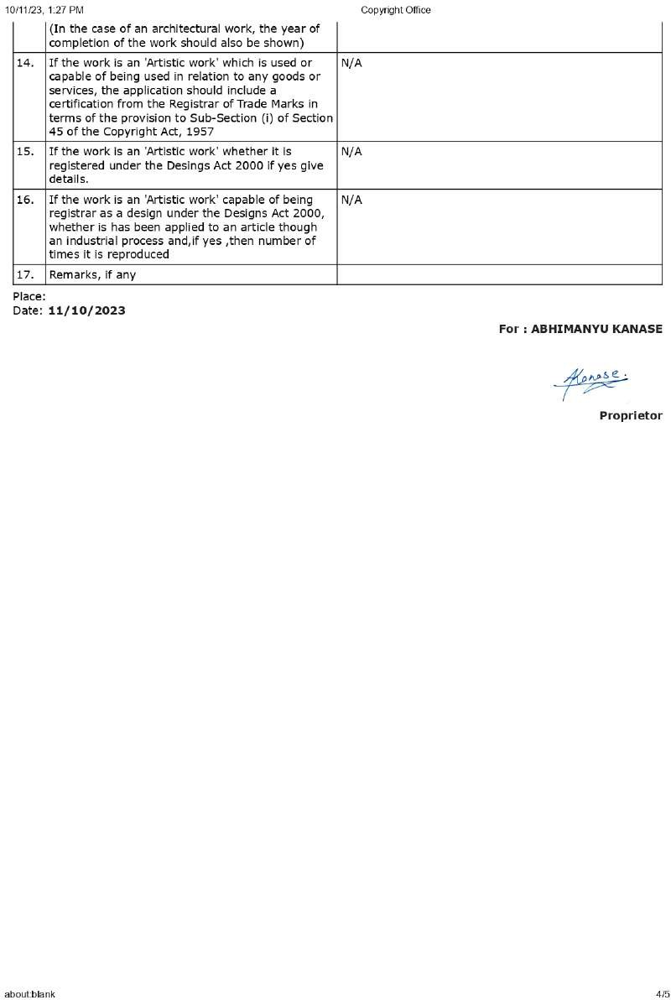 10/11/23, 1:27 PM Copyright Office
(In the case of an architectural work, the year of
completion of the work should also be shown)
14. If the work is an 'Artistic work' which is used or N/A
capable of being used in relation to any goods or
services, the application should include a
certification from the Registrar of Trade Marks in
terms of the provision to Sub-Section (i) of Section
45 of the Copyright Act, 1957
15. If the work is an 'Artistic work' whether it is N/A
registered under the Desings Act 2000 if yes give
details.
16. If the work is an 'Artistic work' capable of being N/A
registrar as a design under the Designs Act 2000,
whether is has been applied to an article though
an industrial process and,if yes ,then number of
times it is reproduced
17. Remarks, if any
Place:
Date: 11/10/2023
For : ABHIMANYU KANASE
AKanase.
Proprietor
about:blank 4/5